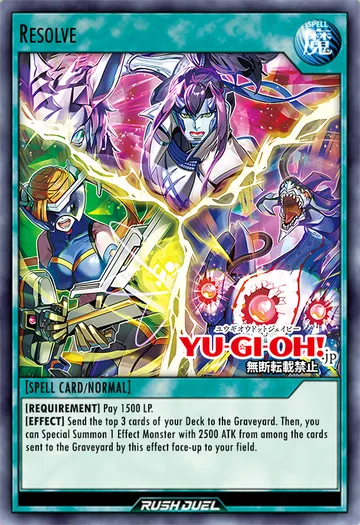 RESOLVE
SPELL
魔
ユウギオウドットジェイピー
YU-GI-OH!
jp
無断転載禁止
[SPELL CARD/NORMAL]
[REQUIREMENT] Pay 1500 LP.
[EFFECT] Send the top 3 cards of your Deck to the Graveyard. Then, you
can Special Summon 1 Effect Monster with 2500 ATK from among the cards
sent to the Graveyard by this effect face-up to your field.
RUSH DUEL